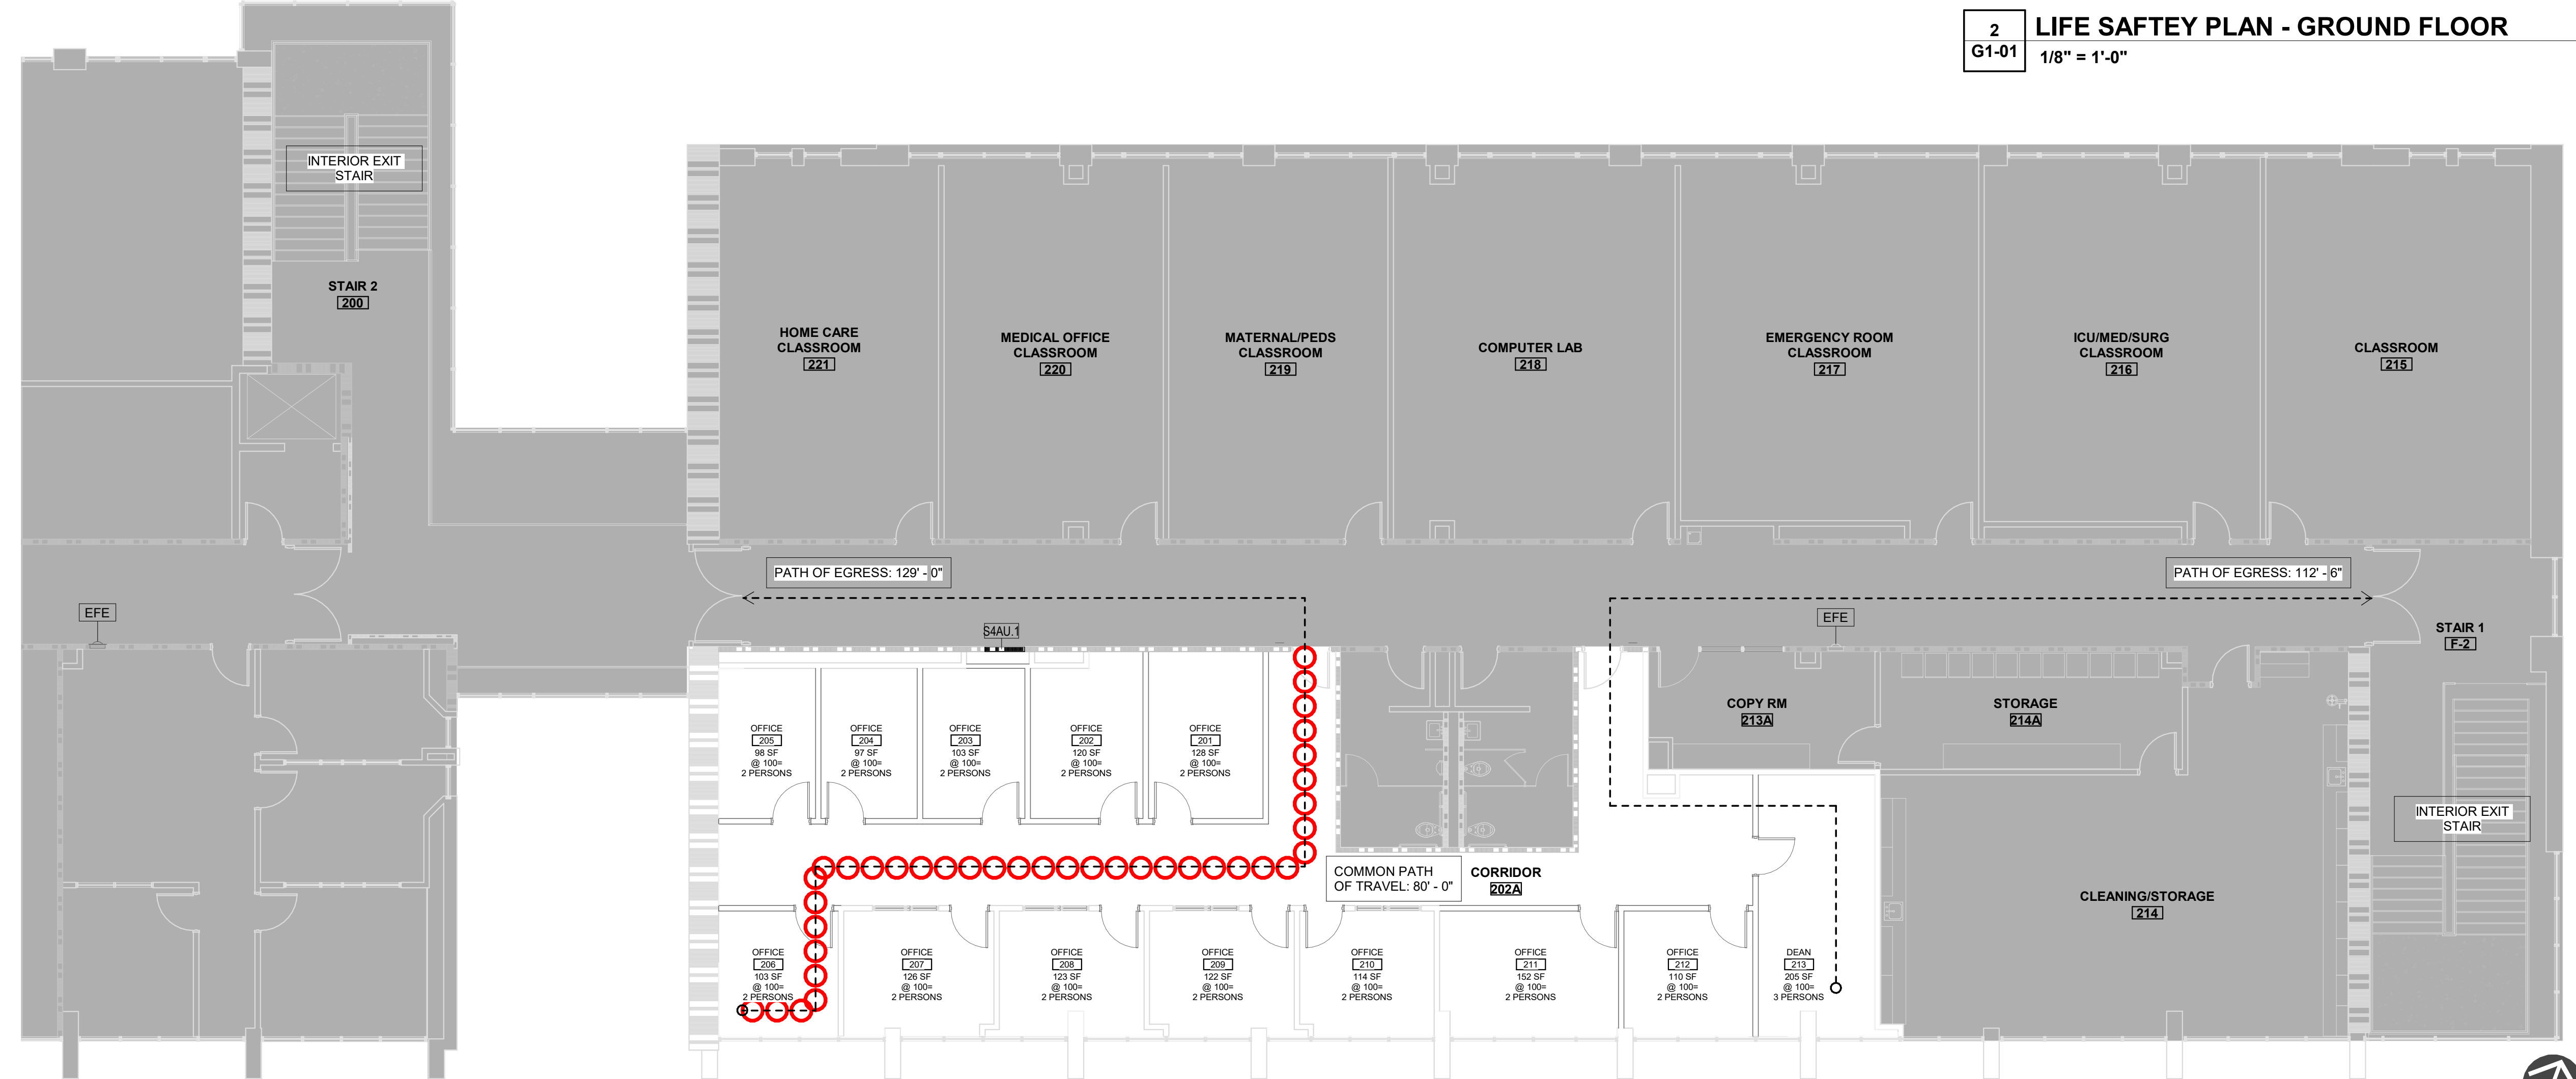 2
G1-01
LIFE SAFTEY PLAN - GROUND FLOOR
1/8" = 1'-0"
INTERIOR EXIT
STAIR
STAIR 2
200
HOME CARE
CLASSROOM
221
MEDICAL OFFICE
CLASSROOM
220
MATERNAL/PEDS
CLASSROOM
219
COMPUTER LAB
218
EMERGENCY ROOM
CLASSROOM
217
ICU/MED/SURG
CLASSROOM
216
CLASSROOM
215
PATH OF EGRESS: 129' - 0"
PATH OF EGRESS: 112' - 6"
EFE
S4AU.1
EFE
STAIR 1
F-2
COPY RM
213A
STORAGE
214A
OFFICE
205
98 SF
@ 100=
2 PERSONS
OFFICE
204
97 SF
@ 100=
2 PERSONS
OFFICE
203
103 SF
@ 100=
2 PERSONS
OFFICE
202
120 SF
@ 100=
2 PERSONS
OFFICE
201
128 SF
@ 100=
2 PERSONS
INTERIOR EXIT
STAIR
COMMON PATH
OF TRAVEL: 80' - 0"
CORRIDOR
202A
CLEANING/STORAGE
214
OFFICE
206
103 SF
@ 100=
2 PERSONS
OFFICE
207
126 SF
@ 100=
2 PERSONS
OFFICE
208
123 SF
@ 100=
2 PERSONS
OFFICE
209
122 SF
@ 100=
2 PERSONS
OFFICE
210
114 SF
@ 100=
2 PERSONS
OFFICE
211
152 SF
@ 100=
2 PERSONS
OFFICE
212
110 SF
@ 100=
2 PERSONS
DEAN
213
205 SF
@ 100=
3 PERSONS